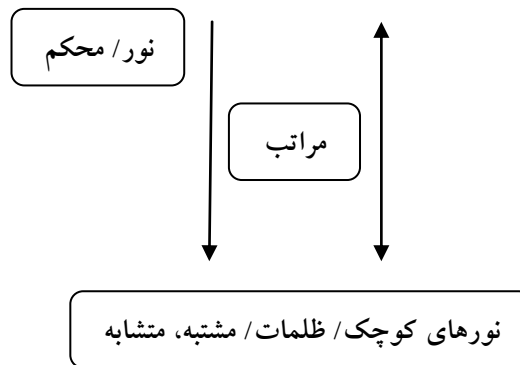 نور/ محکم
مراتب
نورهای کوچک/ ظلمات/ مشتبه، متشابه